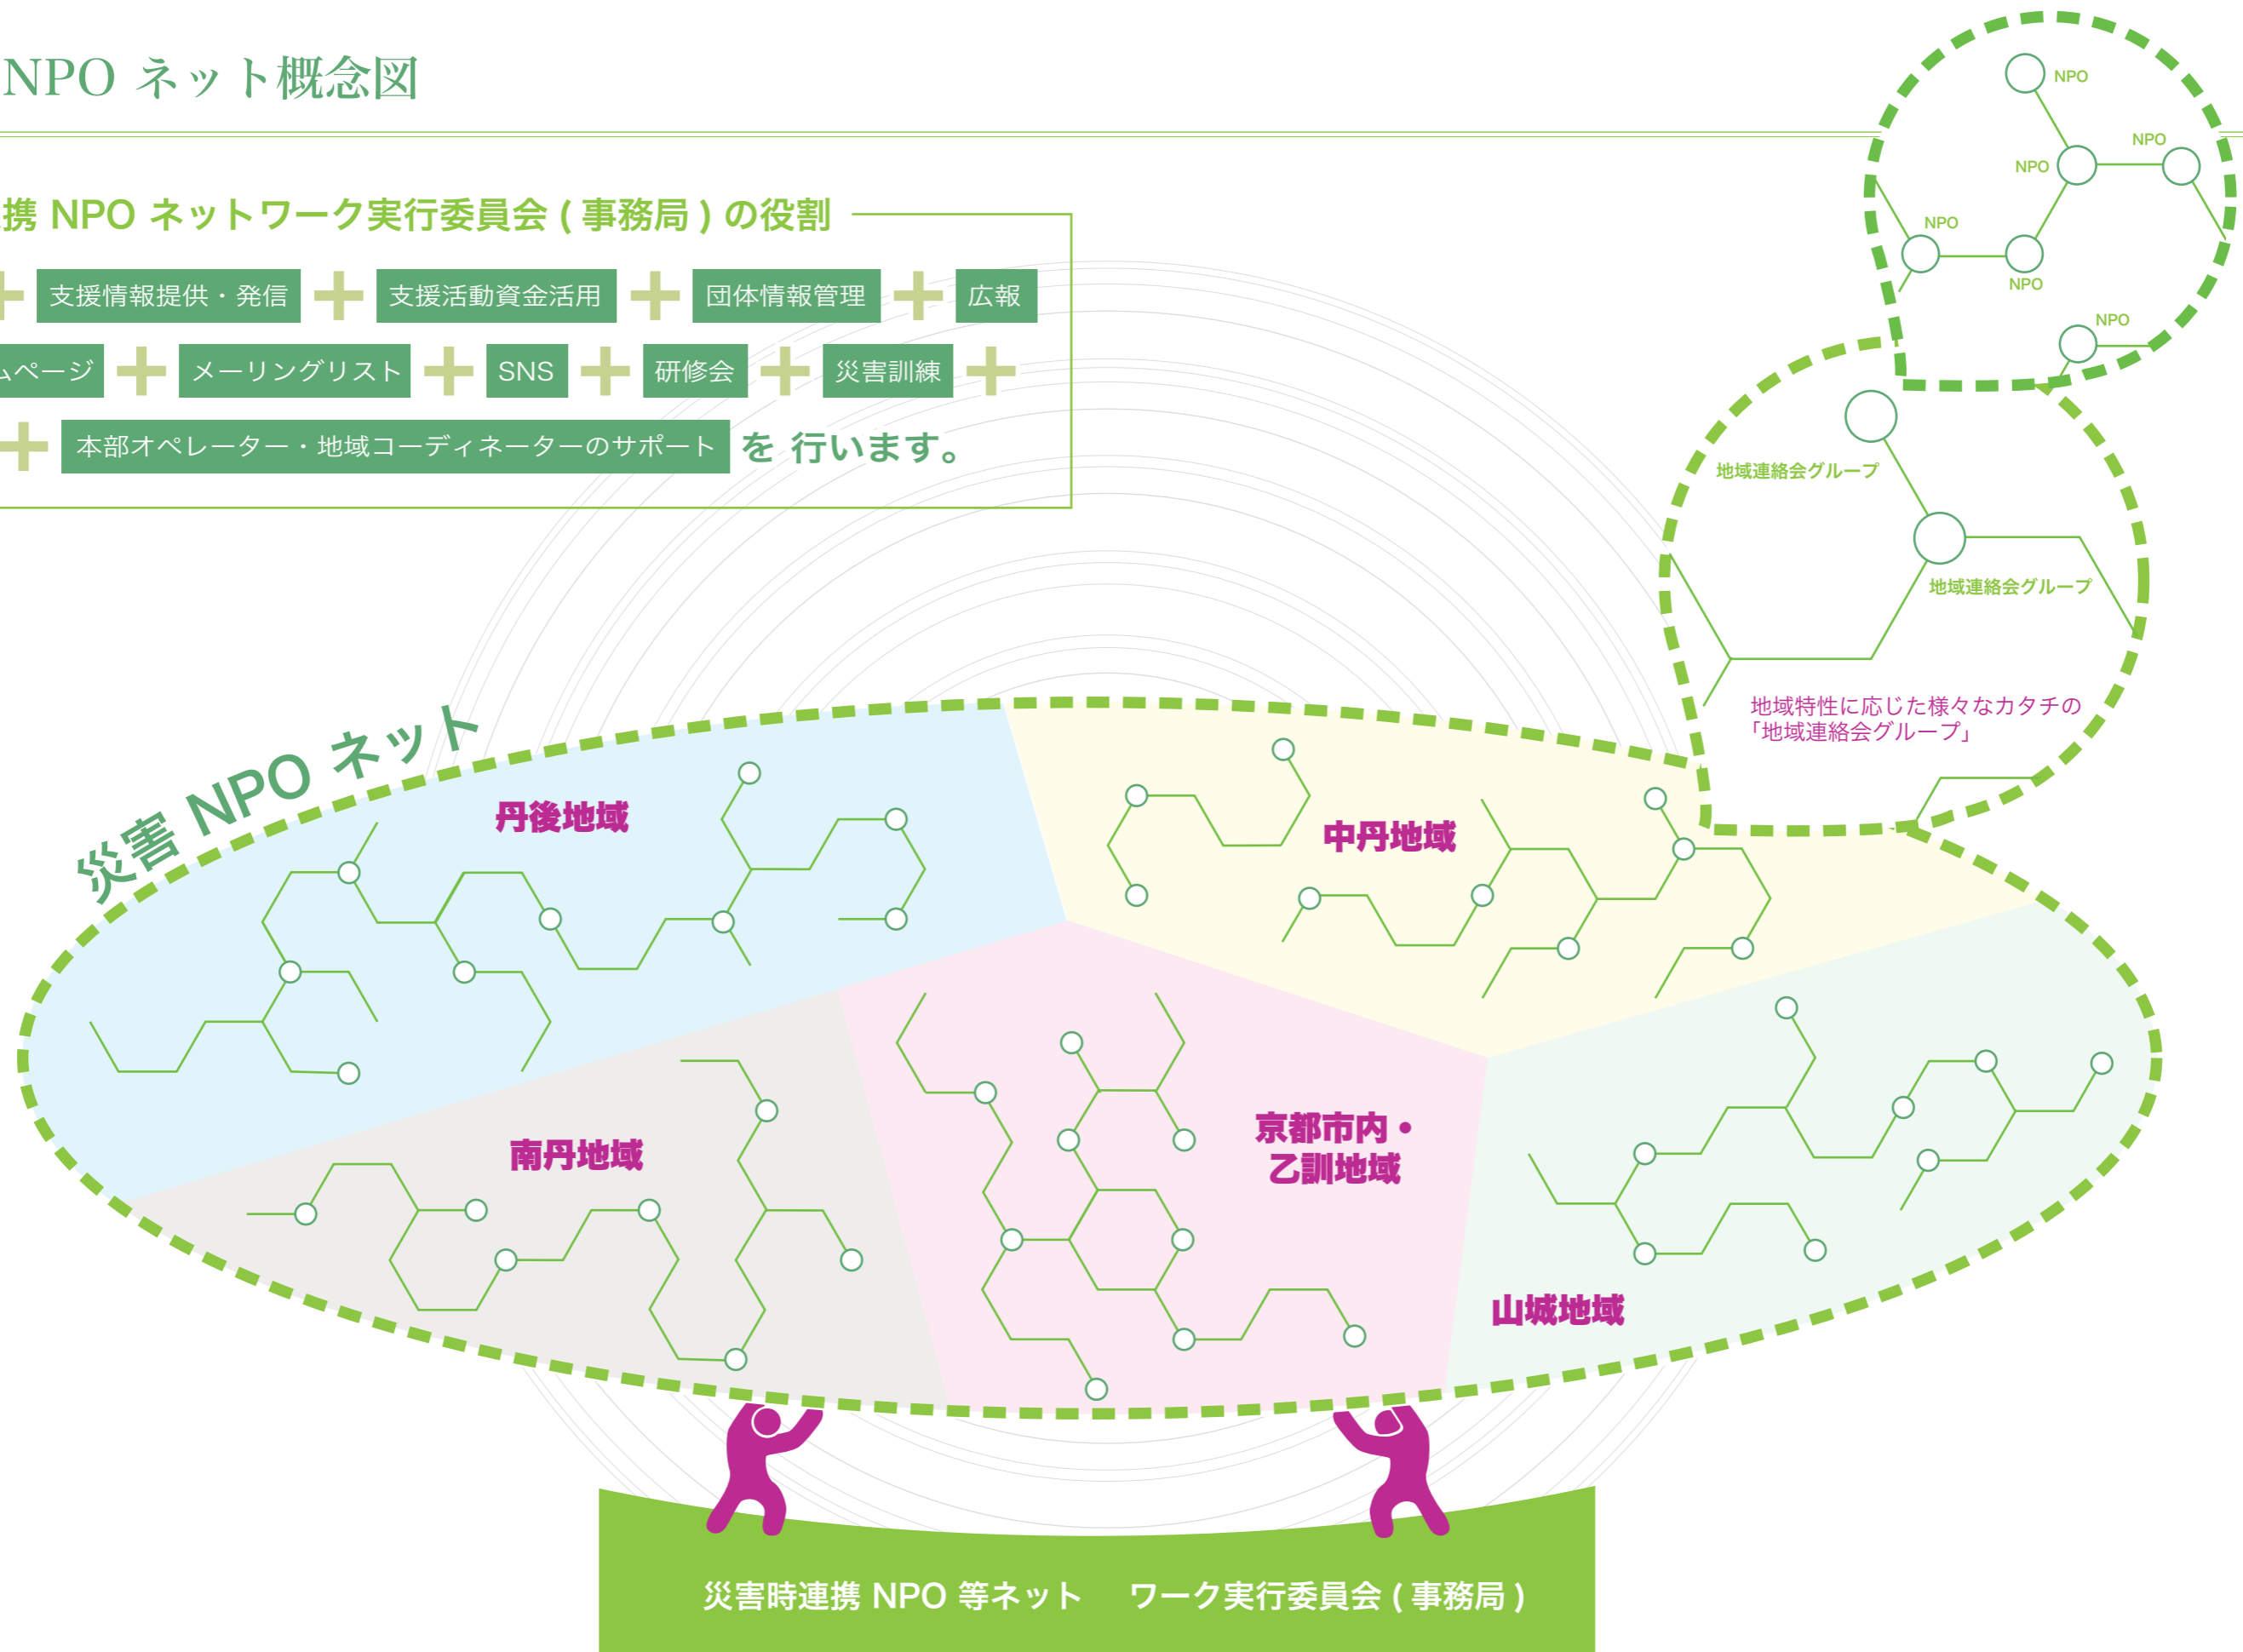 NPO ネット概念図
携 NPO ネットワーク実行委員会 ( 事務局 ) の役割
支援情報提供・発信 + 支援活動資金活用 + 団体情報管理 + 広報
ムページ + メーリングリスト + SNS + 研修会 + 災害訓練 +
+ 本部オペレーター・地域コーディネーターのサポート を 行います。
NPO
NPO
NPO
NPO
NPO
NPO
地域連絡会グループ
地域連絡会グループ
地域特性に応じた様々なカタチの
「地域連絡会グループ」
災害 NPO ネット
丹後地域
中丹地域
南丹地域
京都市内・
乙訓地域
山城地域
災害時連携 NPO 等ネット ワーク実行委員会 ( 事務局 )